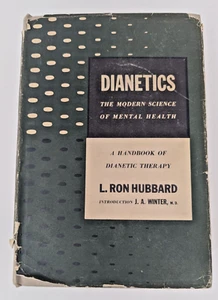 DIANETICS
THE MODERN SCIENCE
OF MENTAL HEALTH
A HANDBOOK OF
DIANETIC THERAPY
L. RON HUBBARD
INTRODUCTION J. A. WINTER, M.D.